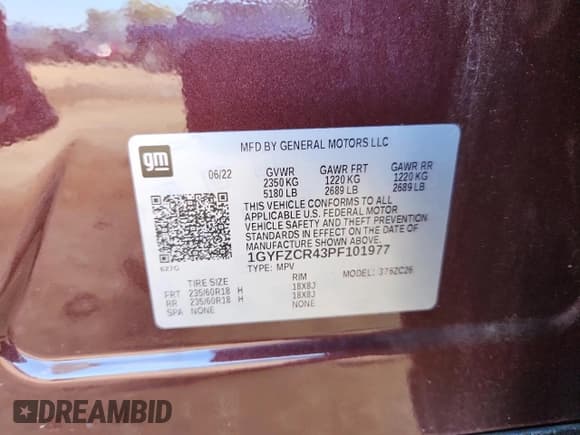 MFD BY GENERAL MOTORS LLC
gm
06/22 GVWR GAWR FRT GAWR RR
2350 KG 1220 KG 1220 KG
5180 LB 2689 LB 2689 LB
THIS VEHICLE CONFORMS TO ALL
APPLICABLE U.S. FEDERAL MOTOR
VEHICLE SAFETY AND THEFT PREVENTION
STANDARDS IN EFFECT ON THE DATE OF
MANUFACTURE SHOWN ABOVE.
1GYFZCR43PF101977
627G TYPE: MPV MODEL: 376ZC26
TIRE SIZE RIM
FRT 235/60R18 H 18X8J
RR 235/60R18 H 18X8J
SPA NONE NONE
DREAMBID